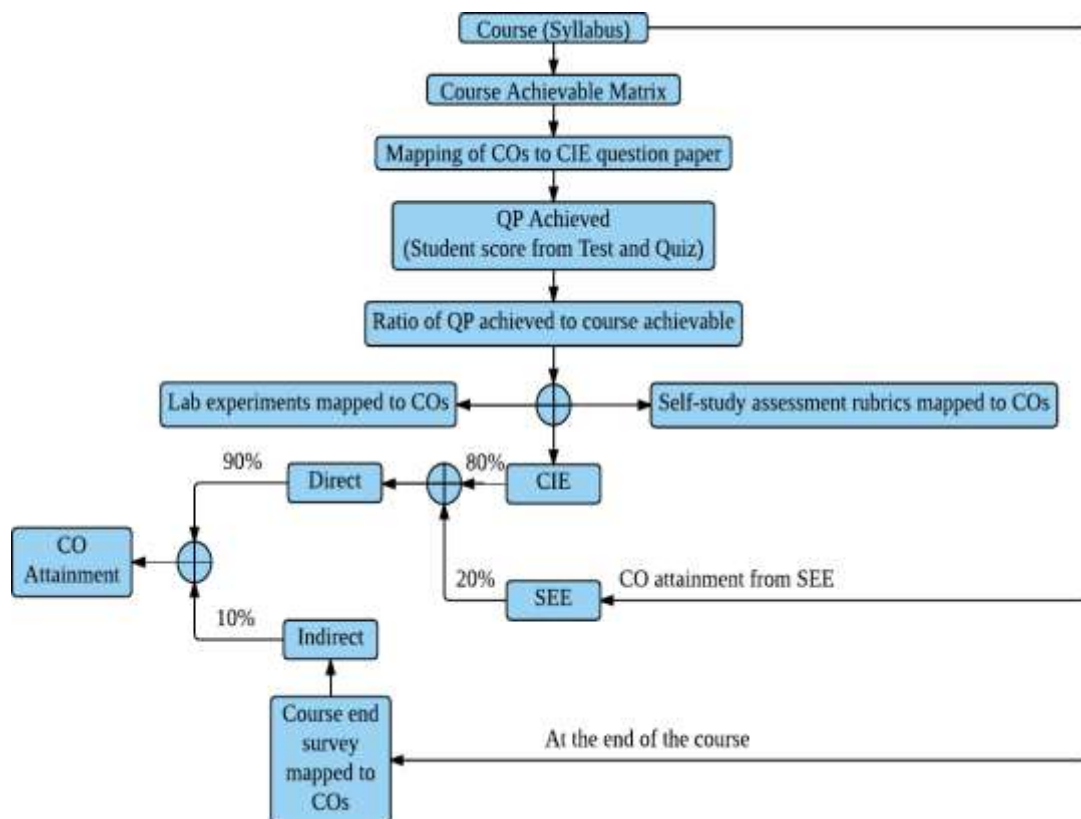 Course (Syllabus)
Course Achievable Matrix
Mapping of COs to CIE question paper
QP Achieved
(Student score from Test and Quiz)
Ratio of QP achieved to course achievable
Lab experiments mapped to COs
Self-study assessment rubrics mapped to COs
90%
80%
Direct
CIE
CO
Attainment
20%
CO attainment from SEE
SEE
10%
Indirect
Course end
survey
mapped to
COs
At the end of the course